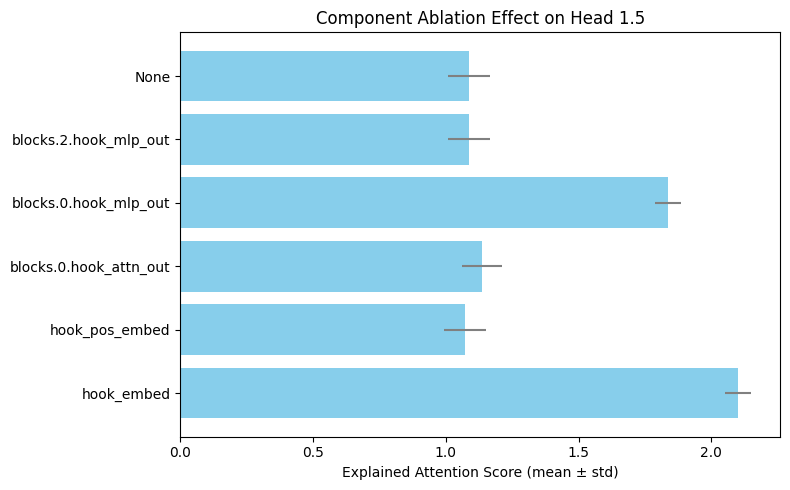 Component Ablation Effect on Head 1.5
None
blocks.2.hook_mlp_out
blocks.0.hook_mlp_out
blocks.0.hook_attn_out
hook_pos_embed
hook_embed
0.0 0.5 1.0 1.5 2.0
Explained Attention Score (mean ± std)